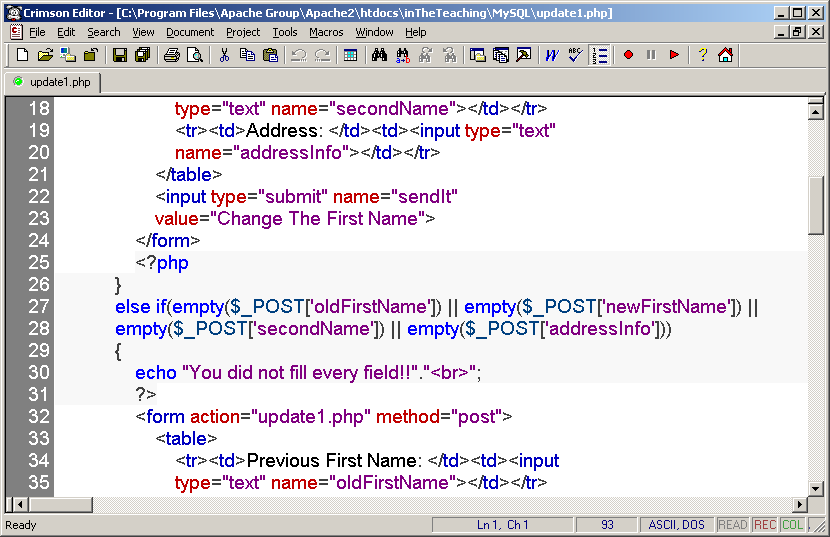 Crimson Editor - [C:\Program Files\Apache Group\Apache2\htdocs\inTheTeaching\MySQL\update1.php]
File Edit Search View Document Project Tools Macros Window Help
update1.php
18 type="text" name="secondName"></td></tr>
19 <tr><td>Address: </td><td><input type="text"
20 name="addressInfo"></td></tr>
21 </table>
22 <input type="submit" name="sendIt"
23 value="Change The First Name">
24 </form>
25 <?php
26 }
27 else if(empty($_POST['oldFirstName']) || empty($_POST['newFirstName']) ||
28 empty($_POST['secondName']) || empty($_POST['addressInfo']))
29 {
30 echo "You did not fill every field!!"."<br>";
31 ?>
32 <form action="update1.php" method="post">
33 <table>
34 <tr><td>Previous First Name: </td><td><input
35 type="text" name="oldFirstName"></td></tr>
Ready Ln 1, Ch 1 93 ASCII, DOS READ REC COL